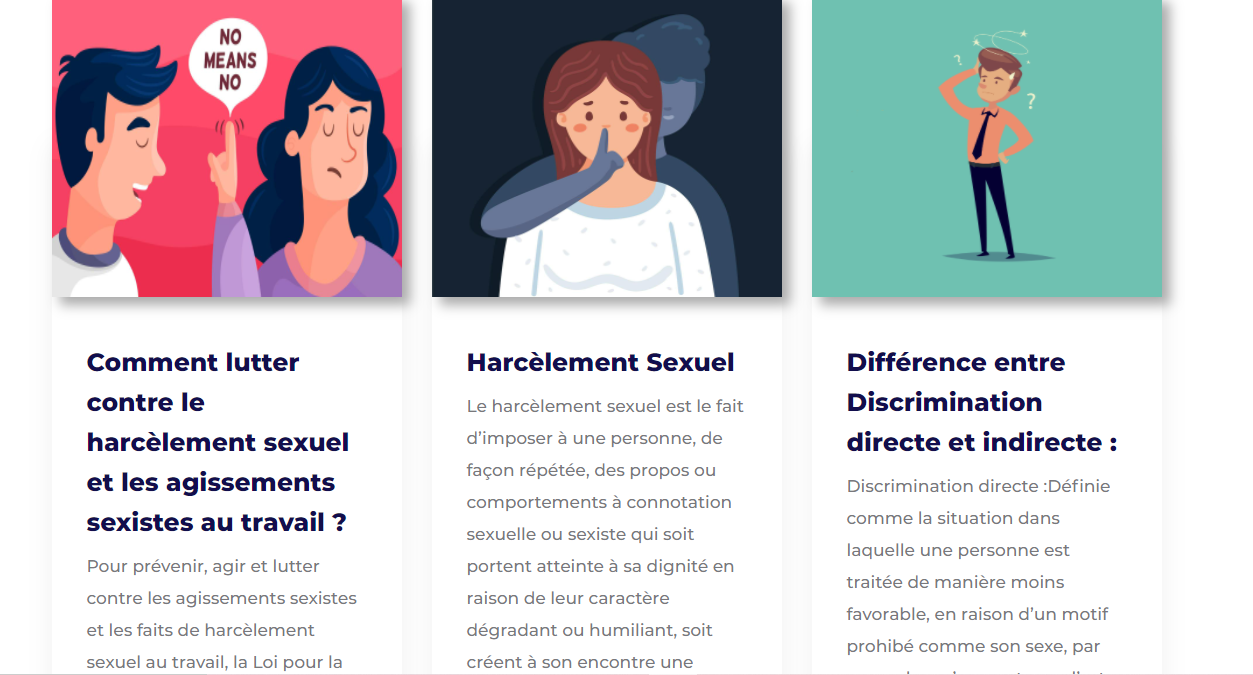 NO
MEANS
NO
?
?
Comment lutter
contre le
harcèlement sexuel
et les agissements
sexistes au travail ?
Pour prévenir, agir et lutter
contre les agissements sexistes
et les faits de harcèlement
sexuel au travail, la Loi pour la
Harcèlement Sexuel
Le harcèlement sexuel est le fait
d’imposer à une personne, de
façon répétée, des propos ou
comportements à connotation
sexuelle ou sexiste qui soit
portent atteinte à sa dignité en
raison de leur caractère
dégradant ou humiliant, soit
créent à son encontre une
Différence entre
Discrimination
directe et indirecte :
Discrimination directe :Définie
comme la situation dans
laquelle une personne est
traitée de manière moins
favorable, en raison d’un motif
prohibé comme son sexe, par